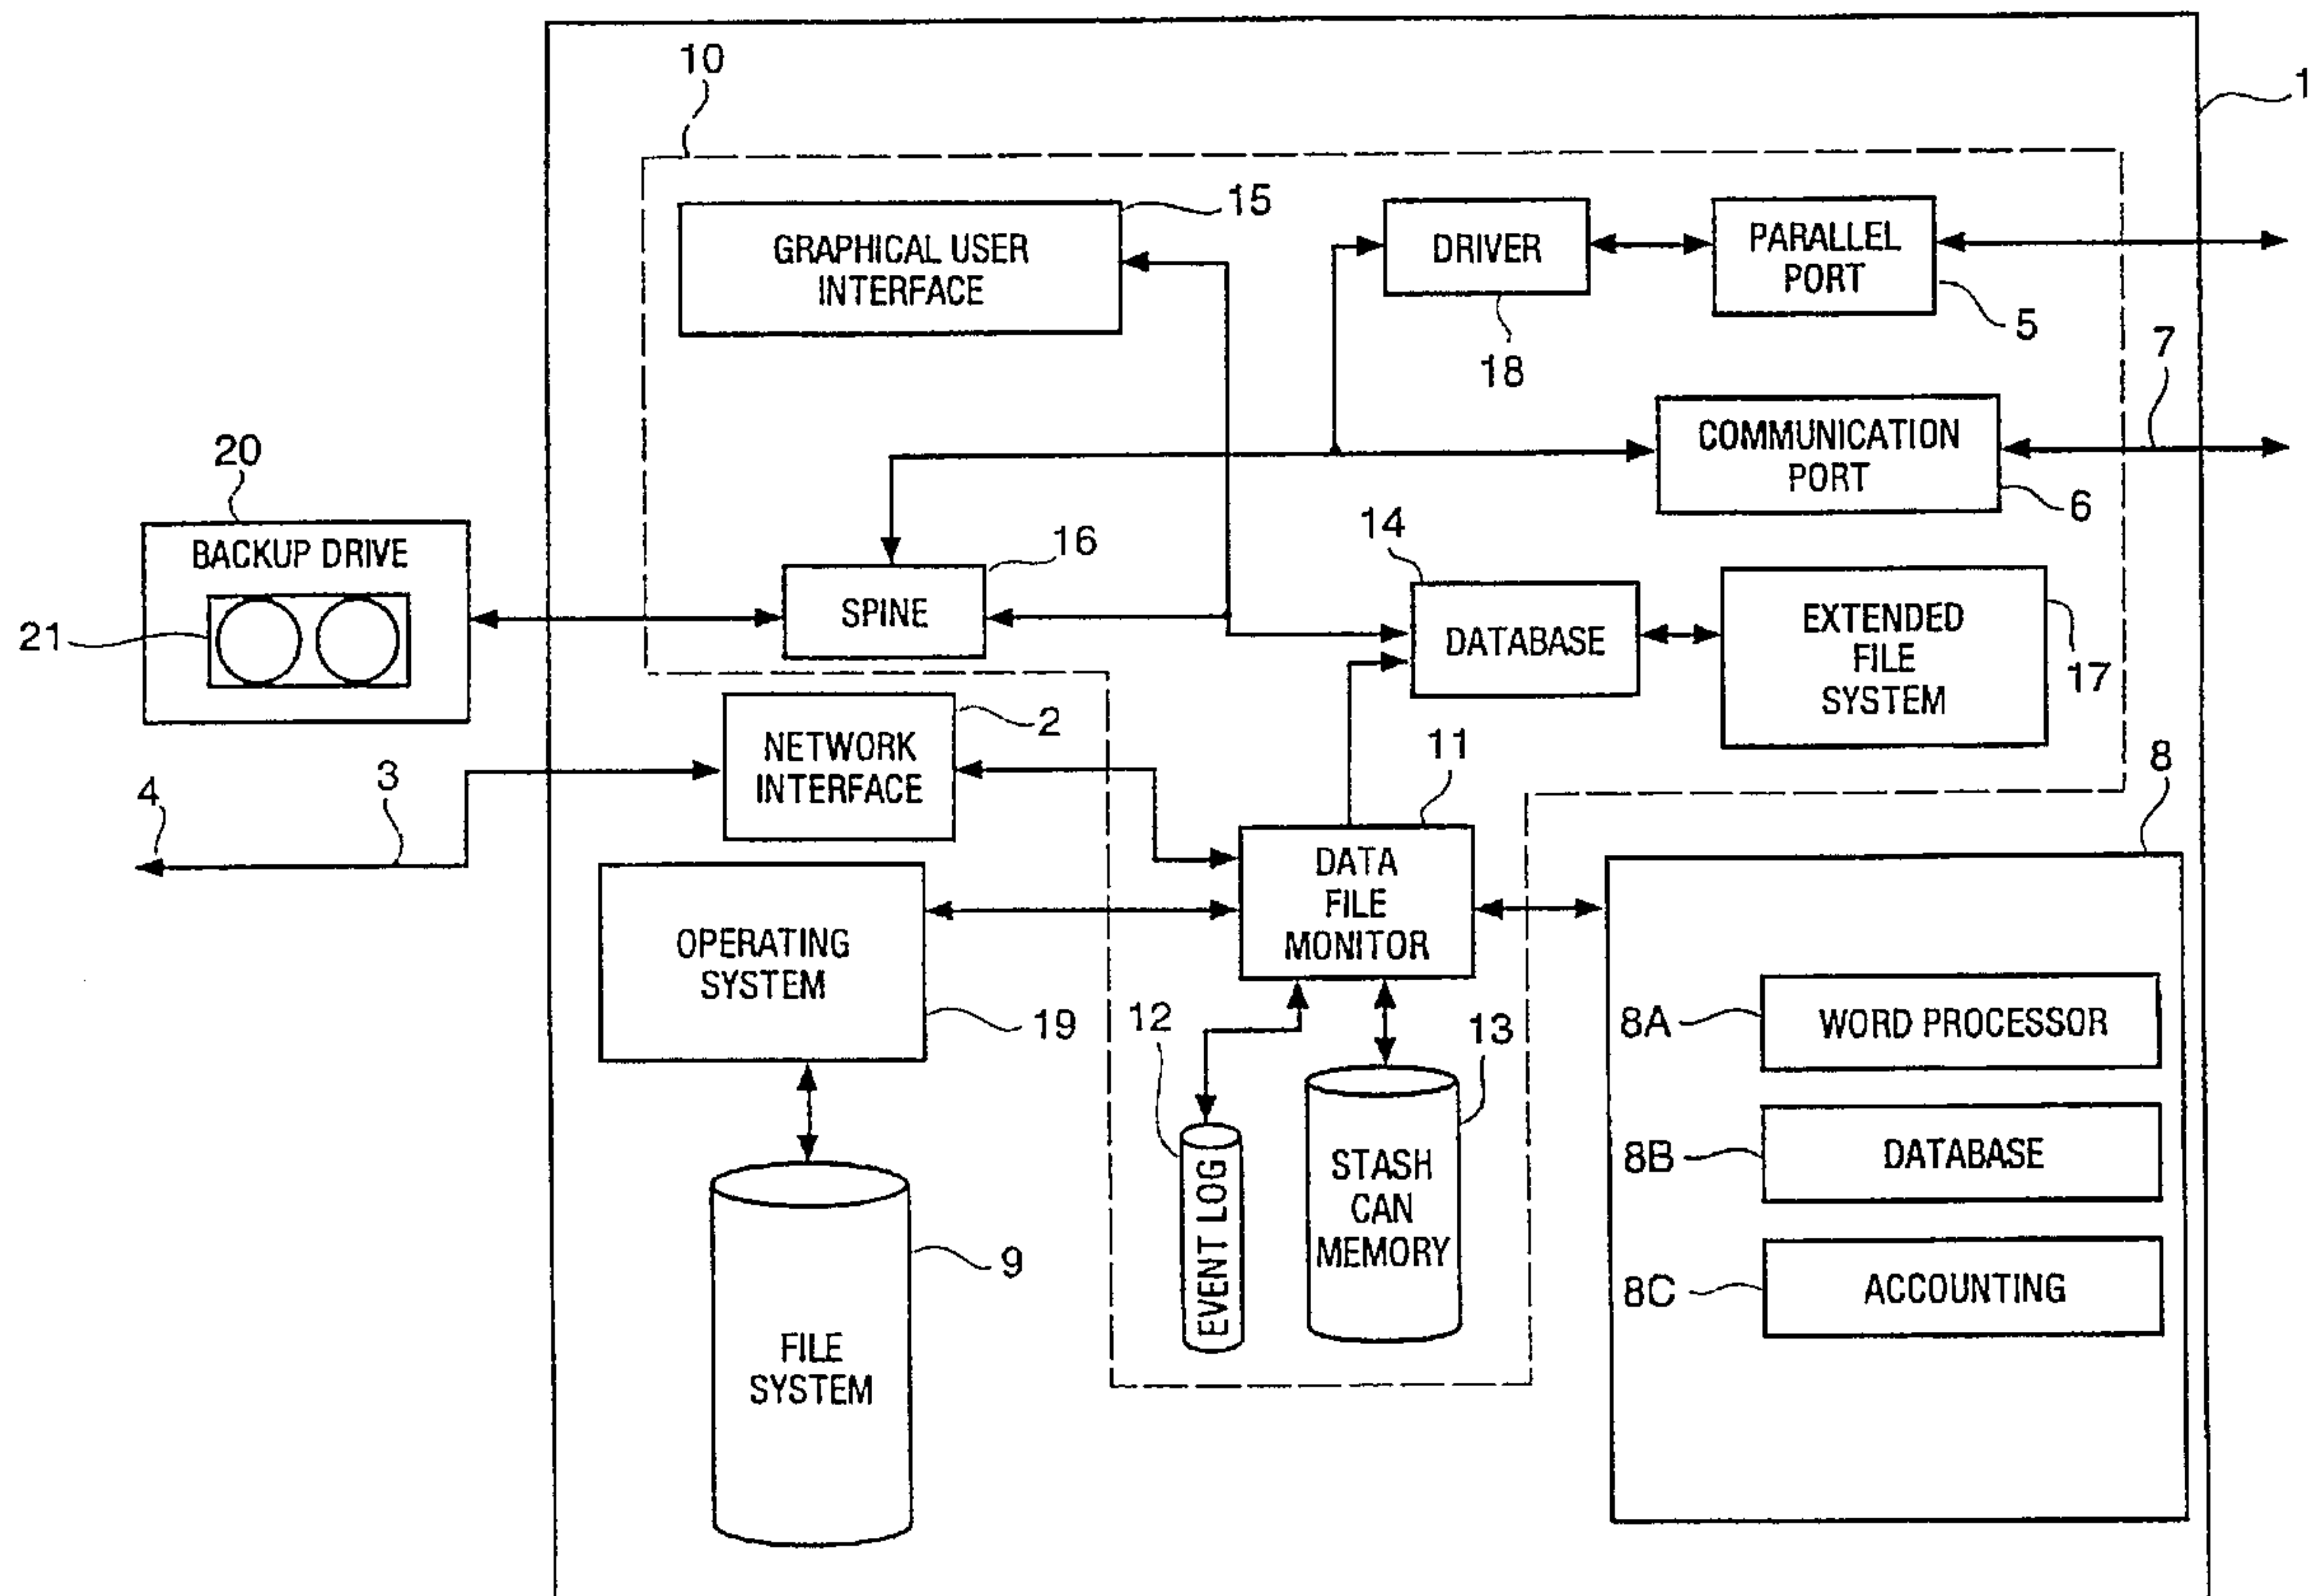 10
1
15
GRAPHICAL USER
INTERFACE
DRIVER
18
PARALLEL
PORT
5
7
COMMUNICATION
PORT
6
20
BACKUP DRIVE
21
16
SPINE
14
DATABASE
EXTENDED
FILE
SYSTEM
17
2
NETWORK
INTERFACE
3
4
11
DATA
FILE
MONITOR
8
OPERATING
SYSTEM
19
12
EVENT LOG
13
STASH
CAN
MEMORY
8A
WORD PROCESSOR
8B
DATABASE
8C
ACCOUNTING
9
FILE
SYSTEM